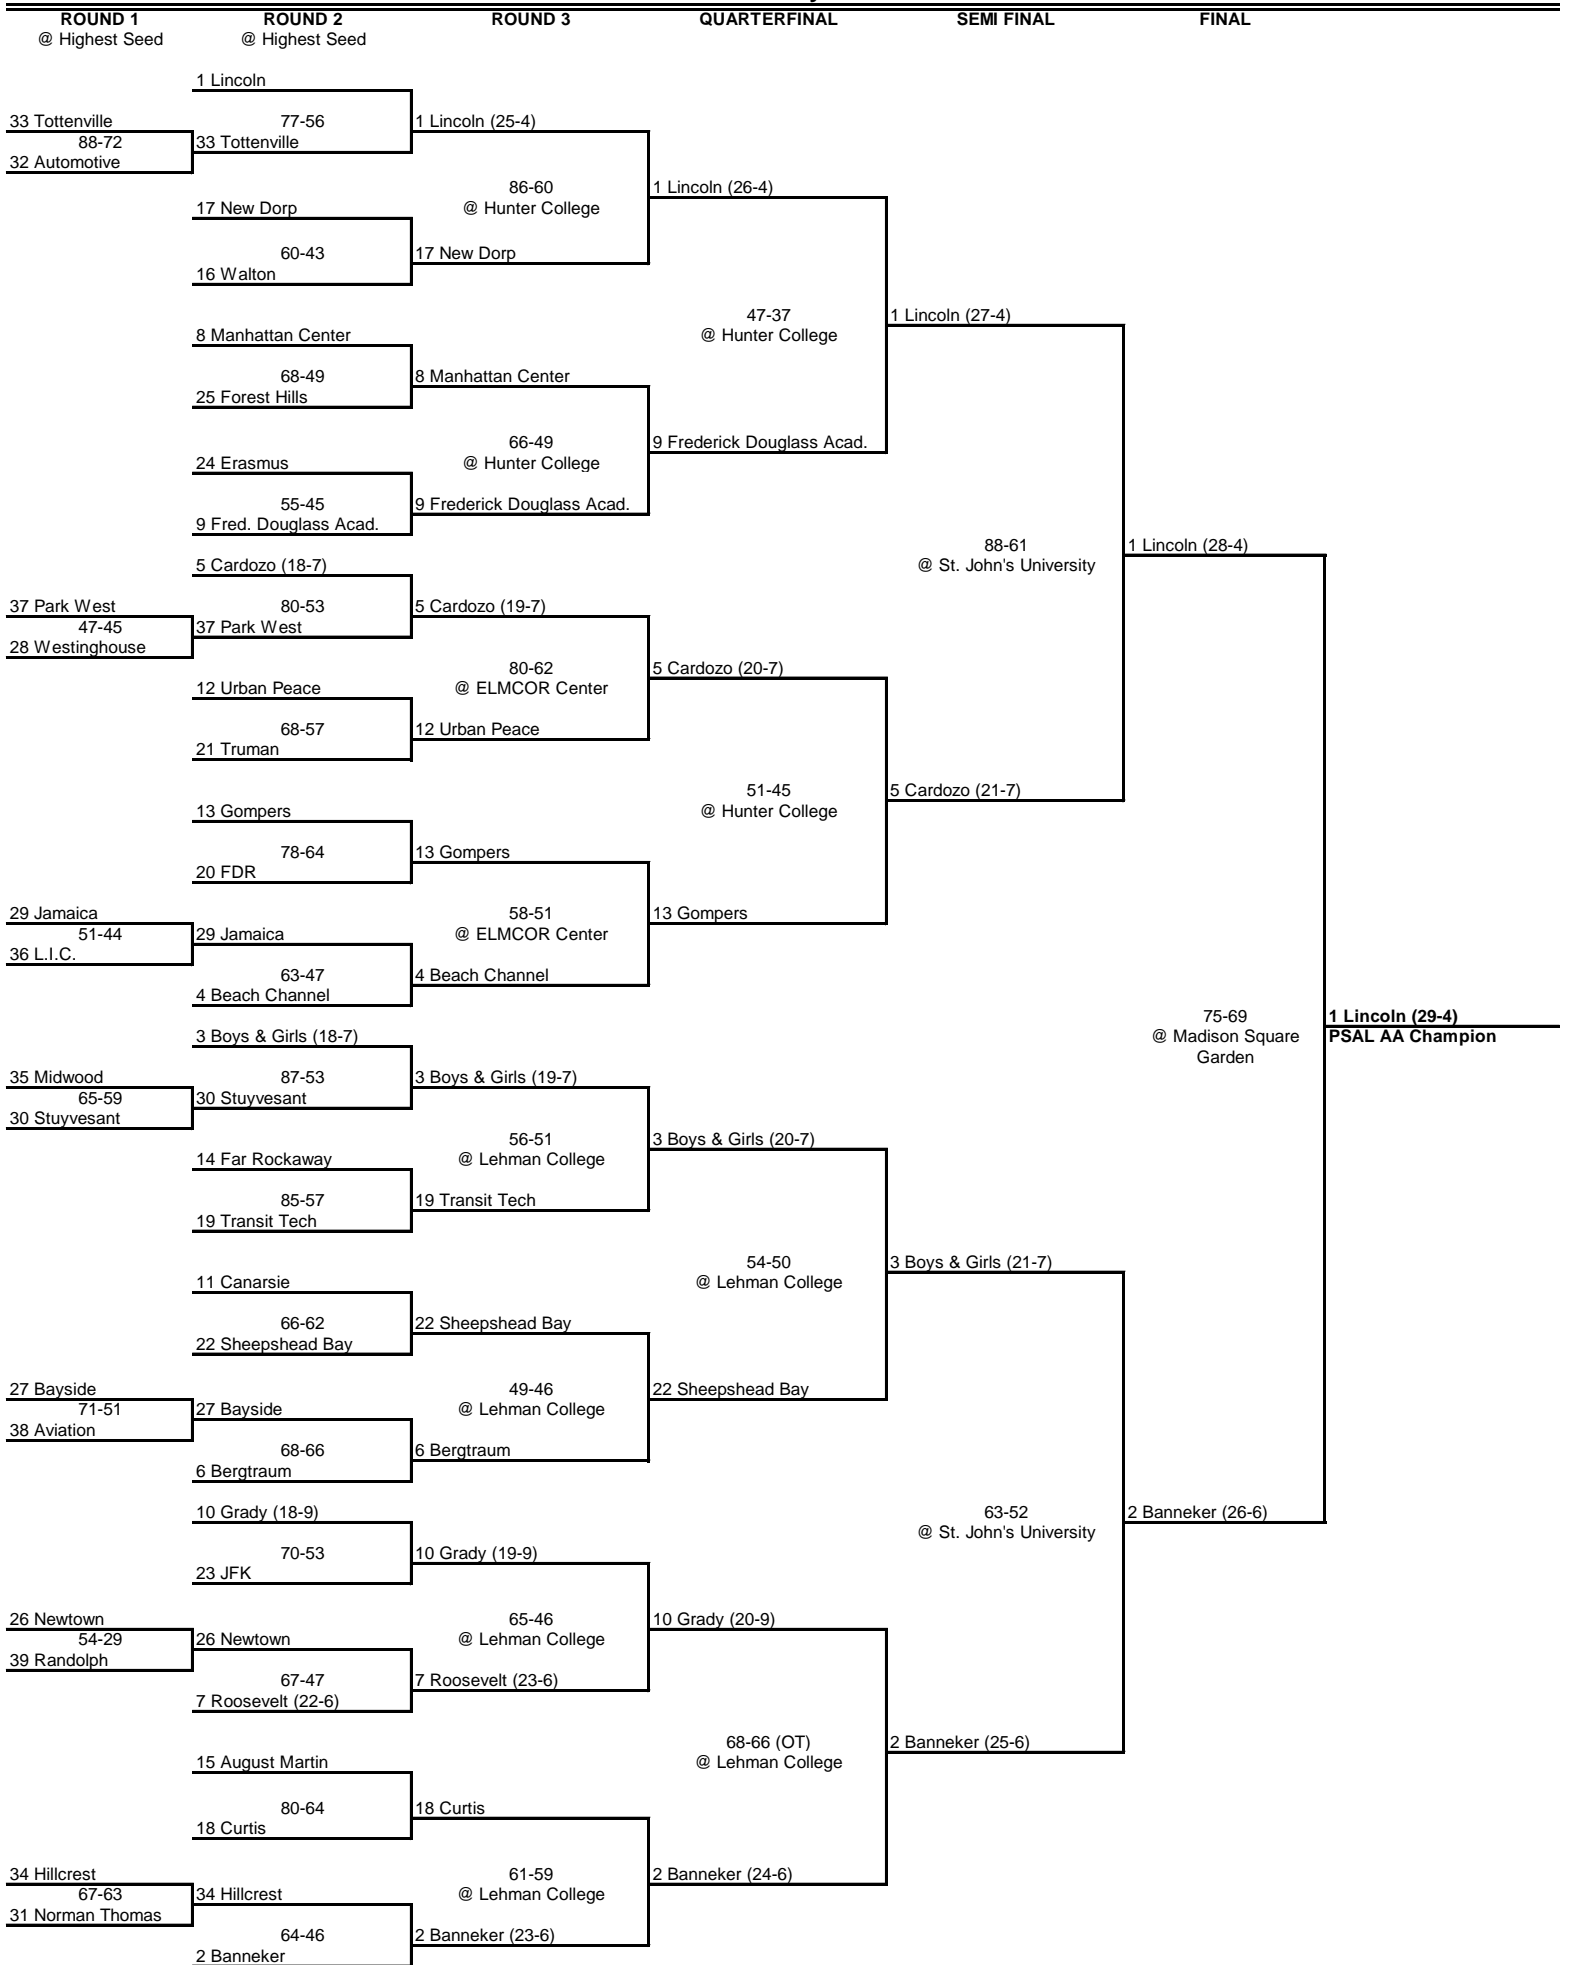 ROUND 1
@ Highest Seed
ROUND 2
@ Highest Seed
ROUND 3
QUARTERFINAL
SEMI FINAL
FINAL
1 Lincoln
33 Tottenville
77-56
1 Lincoln (25-4)
88-72
33 Tottenville
32 Automotive
86-60
@ Hunter College
1 Lincoln (26-4)
17 New Dorp
60-43
17 New Dorp
16 Walton
47-37
@ Hunter College
1 Lincoln (27-4)
8 Manhattan Center
68-49
8 Manhattan Center
25 Forest Hills
66-49
@ Hunter College
9 Frederick Douglass Acad.
24 Erasmus
55-45
9 Frederick Douglass Acad.
9 Fred. Douglass Acad.
88-61
@ St. John's University
1 Lincoln (28-4)
5 Cardozo (18-7)
37 Park West
80-53
5 Cardozo (19-7)
47-45
37 Park West
28 Westinghouse
80-62
@ ELMCOR Center
5 Cardozo (20-7)
12 Urban Peace
68-57
12 Urban Peace
21 Truman
51-45
@ Hunter College
5 Cardozo (21-7)
13 Gompers
78-64
13 Gompers
20 FDR
29 Jamaica
58-51
@ ELMCOR Center
13 Gompers
51-44
29 Jamaica
36 L.I.C.
63-47
4 Beach Channel
4 Beach Channel
75-69
@ Madison Square
Garden
1 Lincoln (29-4)
PSAL AA Champion
3 Boys & Girls (18-7)
35 Midwood
87-53
3 Boys & Girls (19-7)
65-59
30 Stuyvesant
30 Stuyvesant
56-51
@ Lehman College
3 Boys & Girls (20-7)
14 Far Rockaway
85-57
19 Transit Tech
19 Transit Tech
54-50
@ Lehman College
3 Boys & Girls (21-7)
11 Canarsie
66-62
22 Sheepshead Bay
22 Sheepshead Bay
27 Bayside
49-46
@ Lehman College
22 Sheepshead Bay
71-51
27 Bayside
38 Aviation
68-66
6 Bergtraum
6 Bergtraum
10 Grady (18-9)
63-52
@ St. John's University
2 Banneker (26-6)
70-53
10 Grady (19-9)
23 JFK
26 Newtown
65-46
@ Lehman College
10 Grady (20-9)
54-29
26 Newtown
39 Randolph
67-47
7 Roosevelt (23-6)
7 Roosevelt (22-6)
68-66 (OT)
@ Lehman College
2 Banneker (25-6)
15 August Martin
80-64
18 Curtis
18 Curtis
34 Hillcrest
61-59
@ Lehman College
2 Banneker (24-6)
67-63
34 Hillcrest
31 Norman Thomas
64-46
2 Banneker (23-6)
2 Banneker